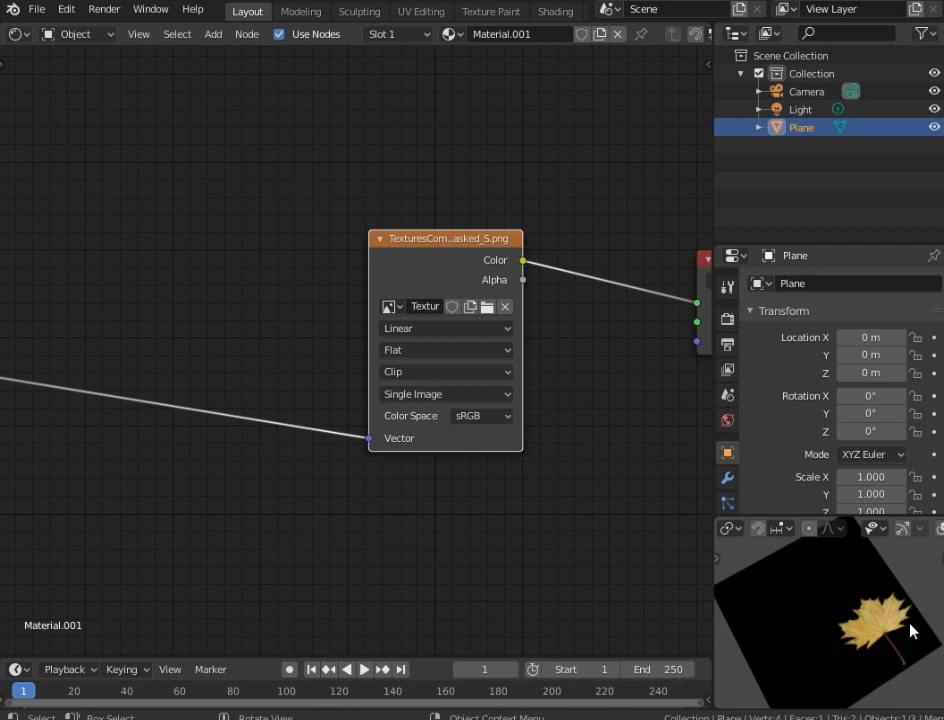 File Edit Render Window Help Layout Modeling Sculpting UV Editing Texture Paint Shading Scene View Layer
Object View Select Add Node Use Nodes Slot 1 Material.001
Scene Collection
Collection
Camera
Light
Plane
TexturesCom..asked_S.png
Color
Alpha
Textur
Linear
Flat
Clip
Single Image
Color Space sRGB
Vector
Plane
Plane
Transform
Location X 0 m
Y 0 m
Z 0 m
Rotation X 0°
Y 0°
Z 0°
Mode XYZ Euler
Scale X 1.000
Y 1.000
Z 1.000
Material.001
Playback Keying View Marker 1 Start 1 End 250
1 20 40 60 80 100 120 140 160 180 200 220 240
Select Box Select Rotate View Object Context Menu Collection | Plane | Verts:4 | Faces:1 | Tris:2 | Objects:1/3 | Mem